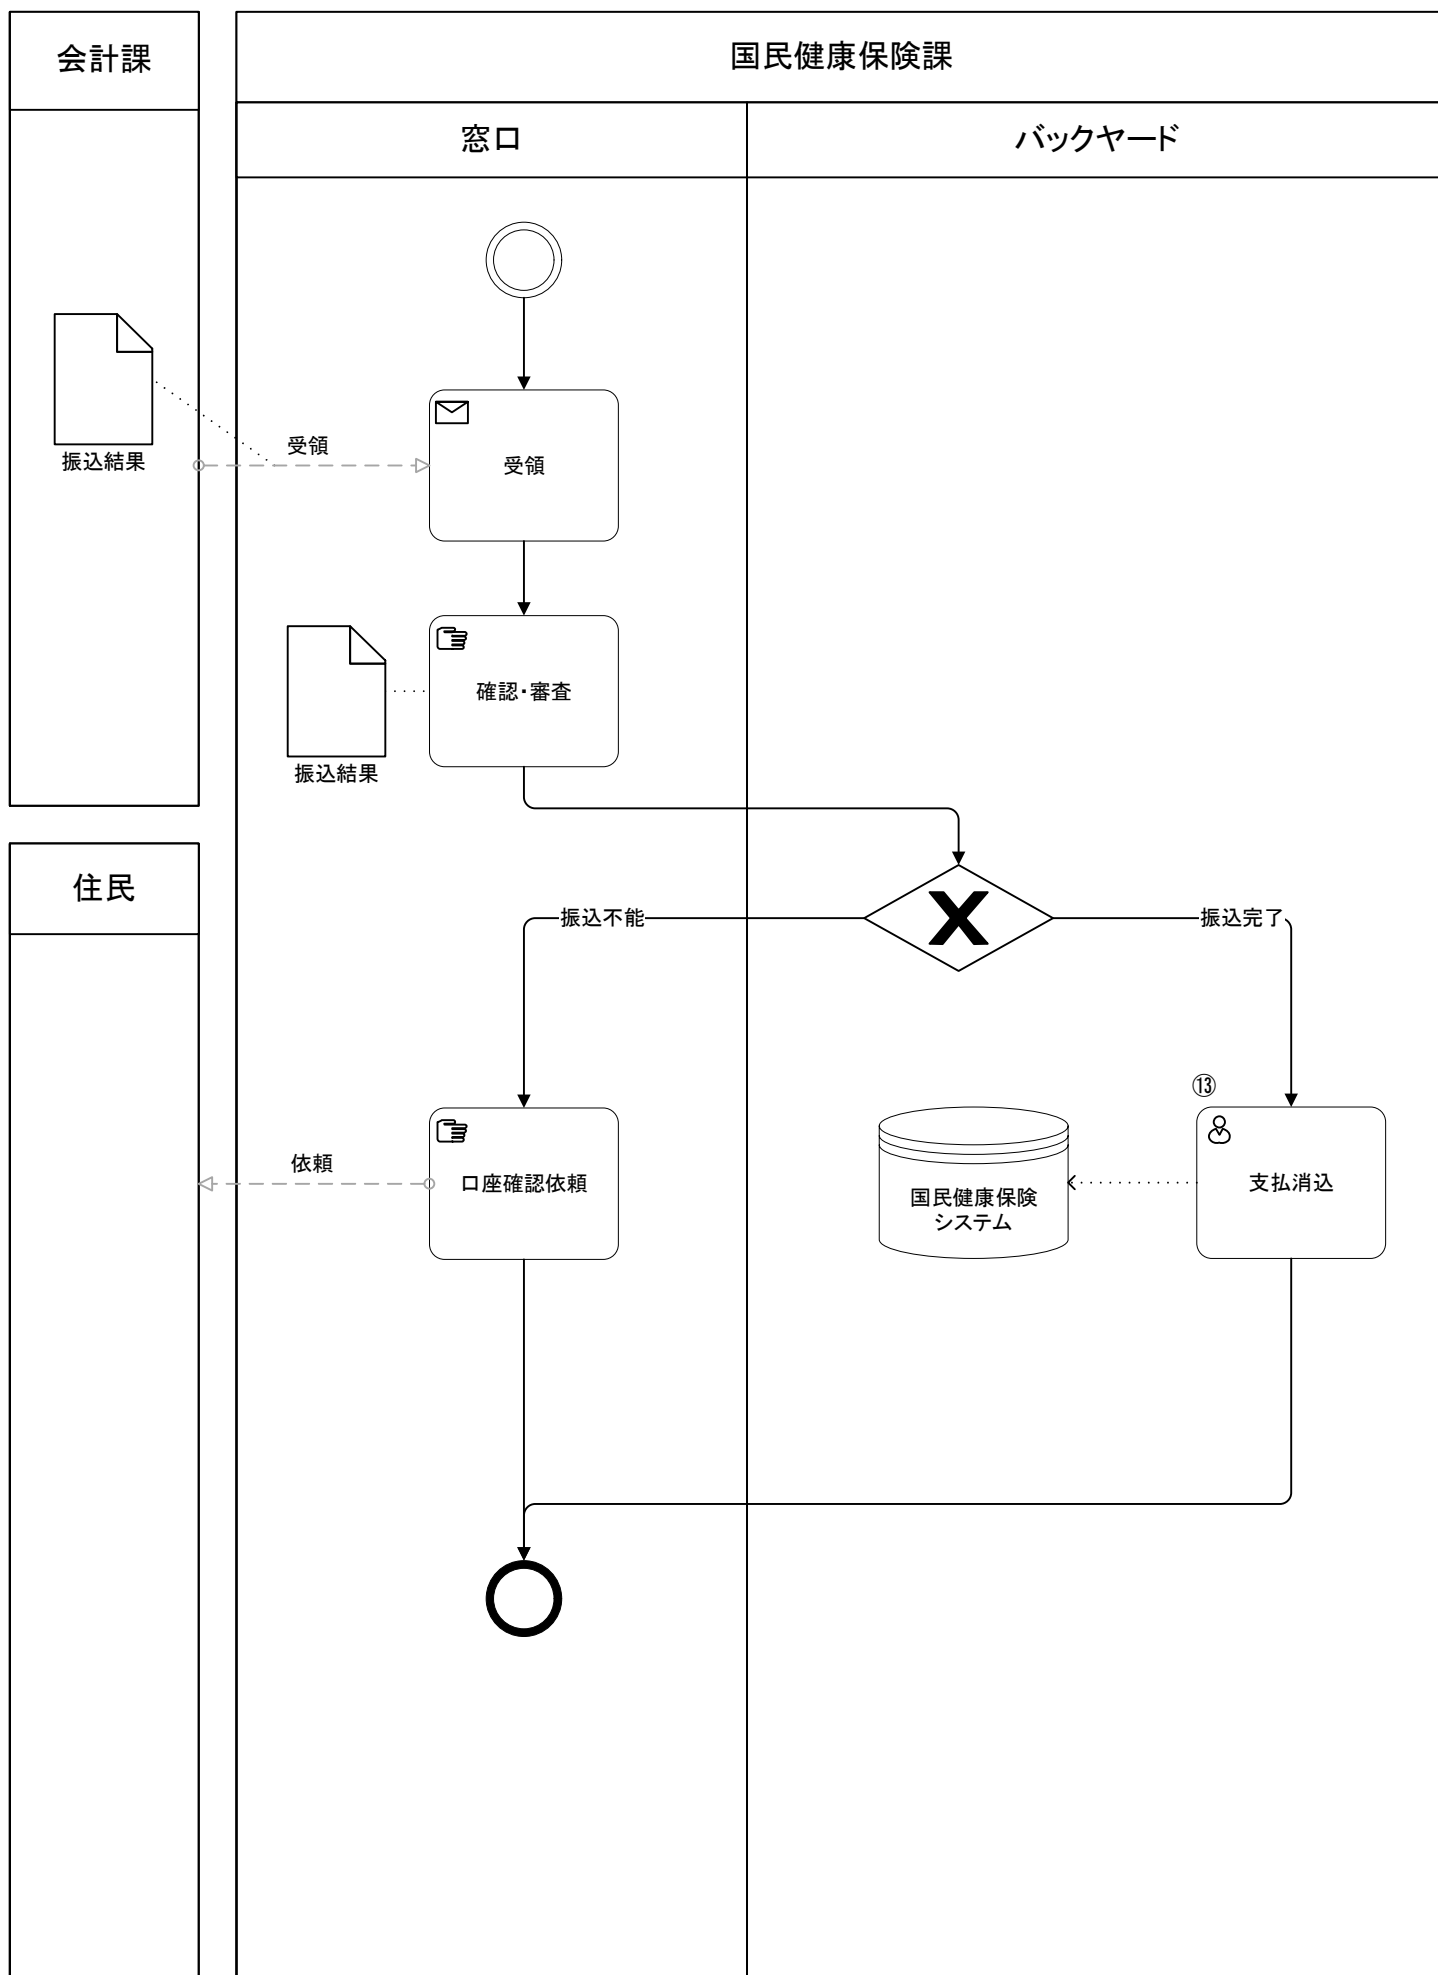 会計課
国民健康保険課
窓口
バックヤード
振込結果
受領
受領
確認・審査
振込結果
住民
振込不能
振込完了
⑬
依頼
口座確認依頼
国民健康保険
システム
支払消込